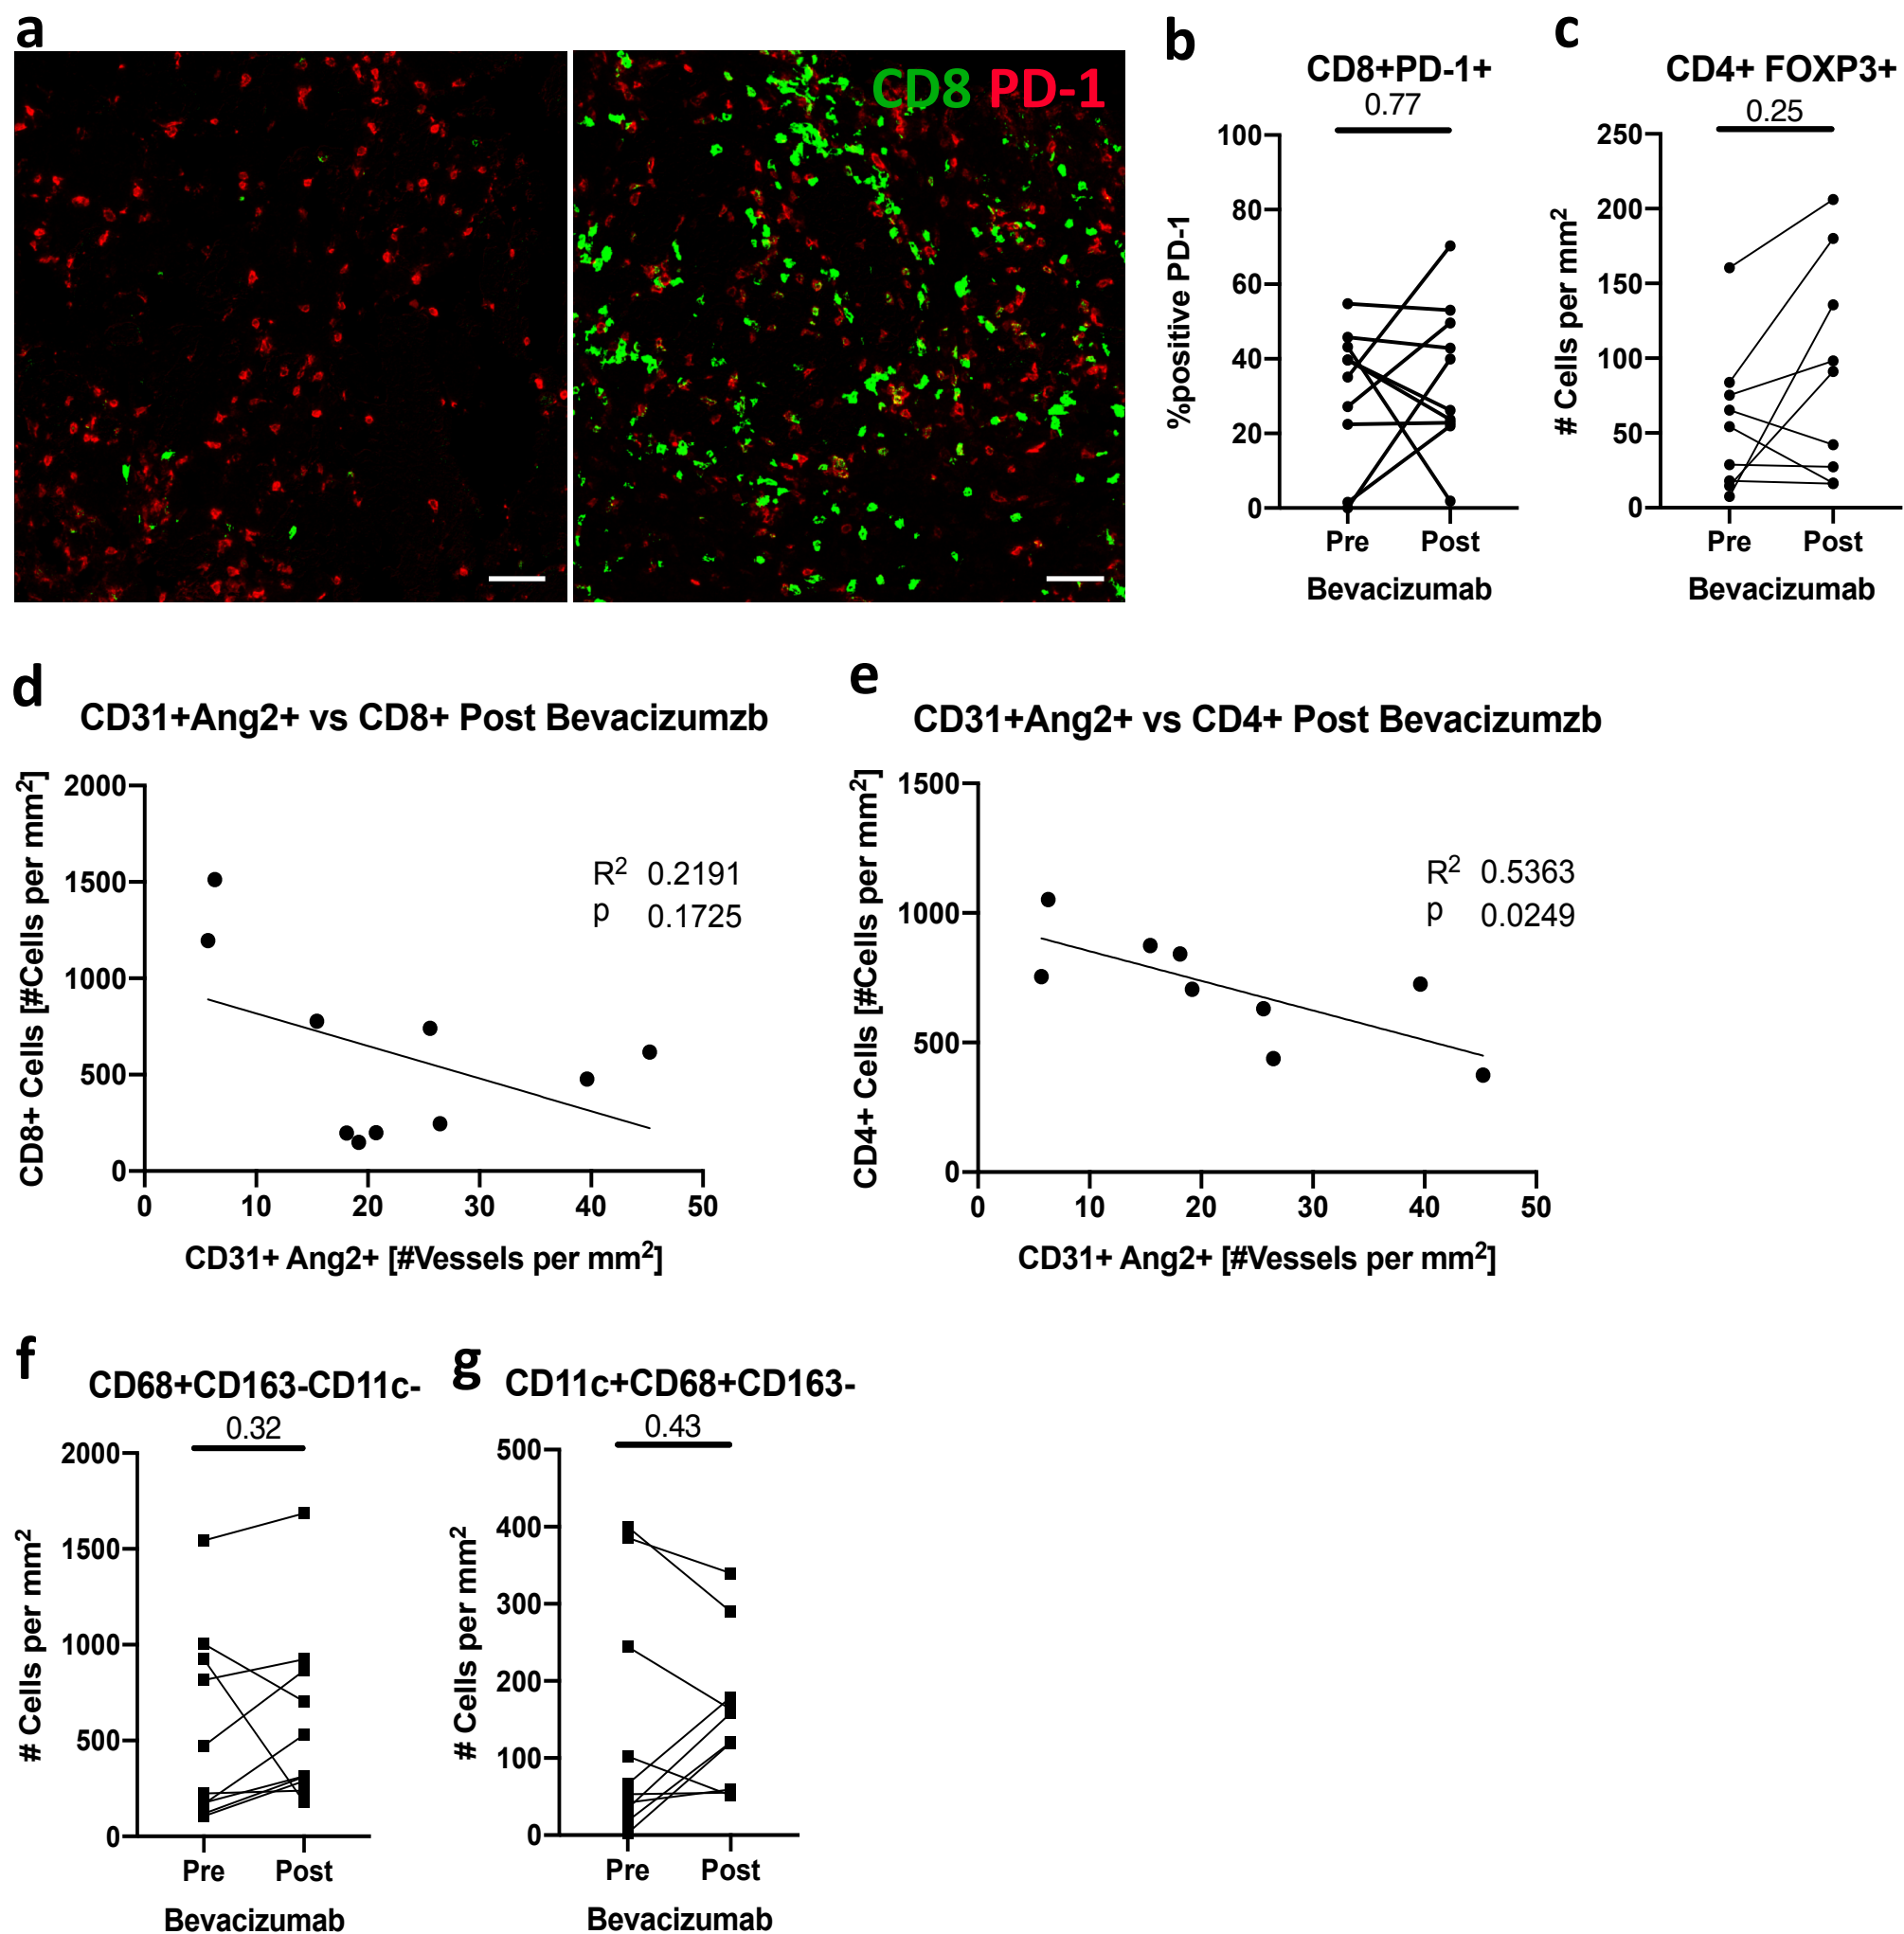 a
CD8 PD-1
b
CD8+PD-1+
0.77
%positive PD-1
100
80
60
40
20
0
Pre Post
Bevacizumab
c
CD4+ FOXP3+
0.25
# Cells per mm2
250
200
150
100
50
0
Pre Post
Bevacizumab
d
CD31+Ang2+ vs CD8+ Post Bevacizumzb
CD8+ Cells [#Cells per mm2]
2000
1500
1000
500
0
R2 0.2191
p 0.1725
0 10 20 30 40 50
CD31+ Ang2+ [#Vessels per mm2]
e
CD31+Ang2+ vs CD4+ Post Bevacizumzb
CD4+ Cells [#Cells per mm2]
1500
1000
500
0
R2 0.5363
p 0.0249
0 10 20 30 40 50
CD31+ Ang2+ [#Vessels per mm2]
f
CD68+CD163-CD11c-
0.32
# Cells per mm2
2000
1500
1000
500
0
Pre Post
Bevacizumab
g
CD11c+CD68+CD163-
0.43
# Cells per mm2
500
400
300
200
100
0
Pre Post
Bevacizumab